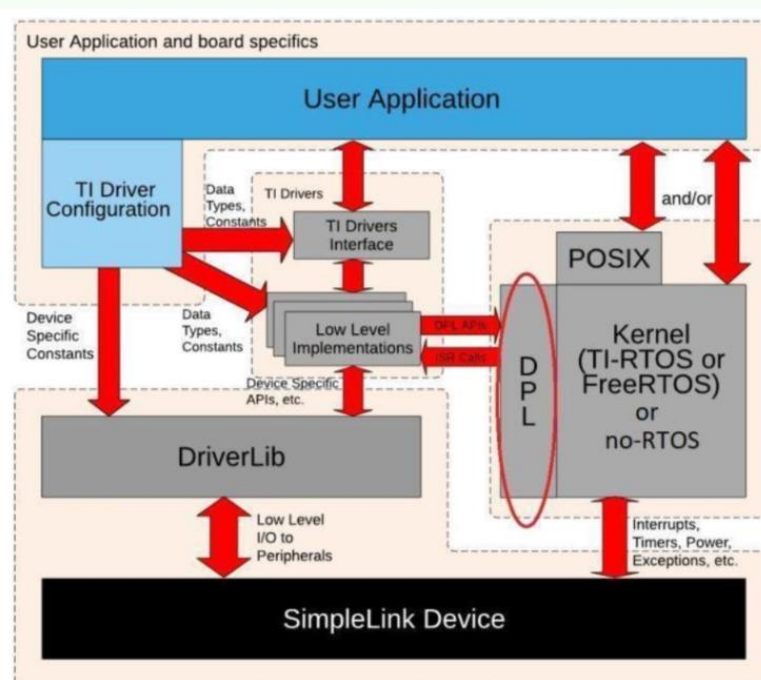 User Application and board specifics
User Application
TI Driver
Configuration
Data
Types,
Constants
TI Drivers
TI Drivers
Interface
and/or
POSIX
Device
Specific
Constants
Data
Types,
Constants
Low Level
Implementations
DPL APIs
ISR Calls
D
P
L
Kernel
(TI-RTOS or
FreeRTOS)
or
no-RTOS
Device Specific
APIs, etc.
DriverLib
Low Level
I/O to
Peripherals
Interrupts,
Timers, Power,
Exceptions, etc.
SimpleLink Device